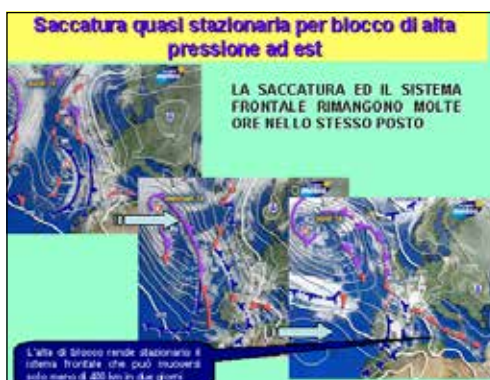 Saccatura quasi stazionaria per blocco di alta
pressione ad est
LA SACCATURA ED IL SISTEMA
FRONTALE RIMANGONO MOLTE
ORE NELLO STESSO POSTO
L'alta di blocco rende stazionario il
istema frontale che può muoversi
solo meno di 400 km in due giorni